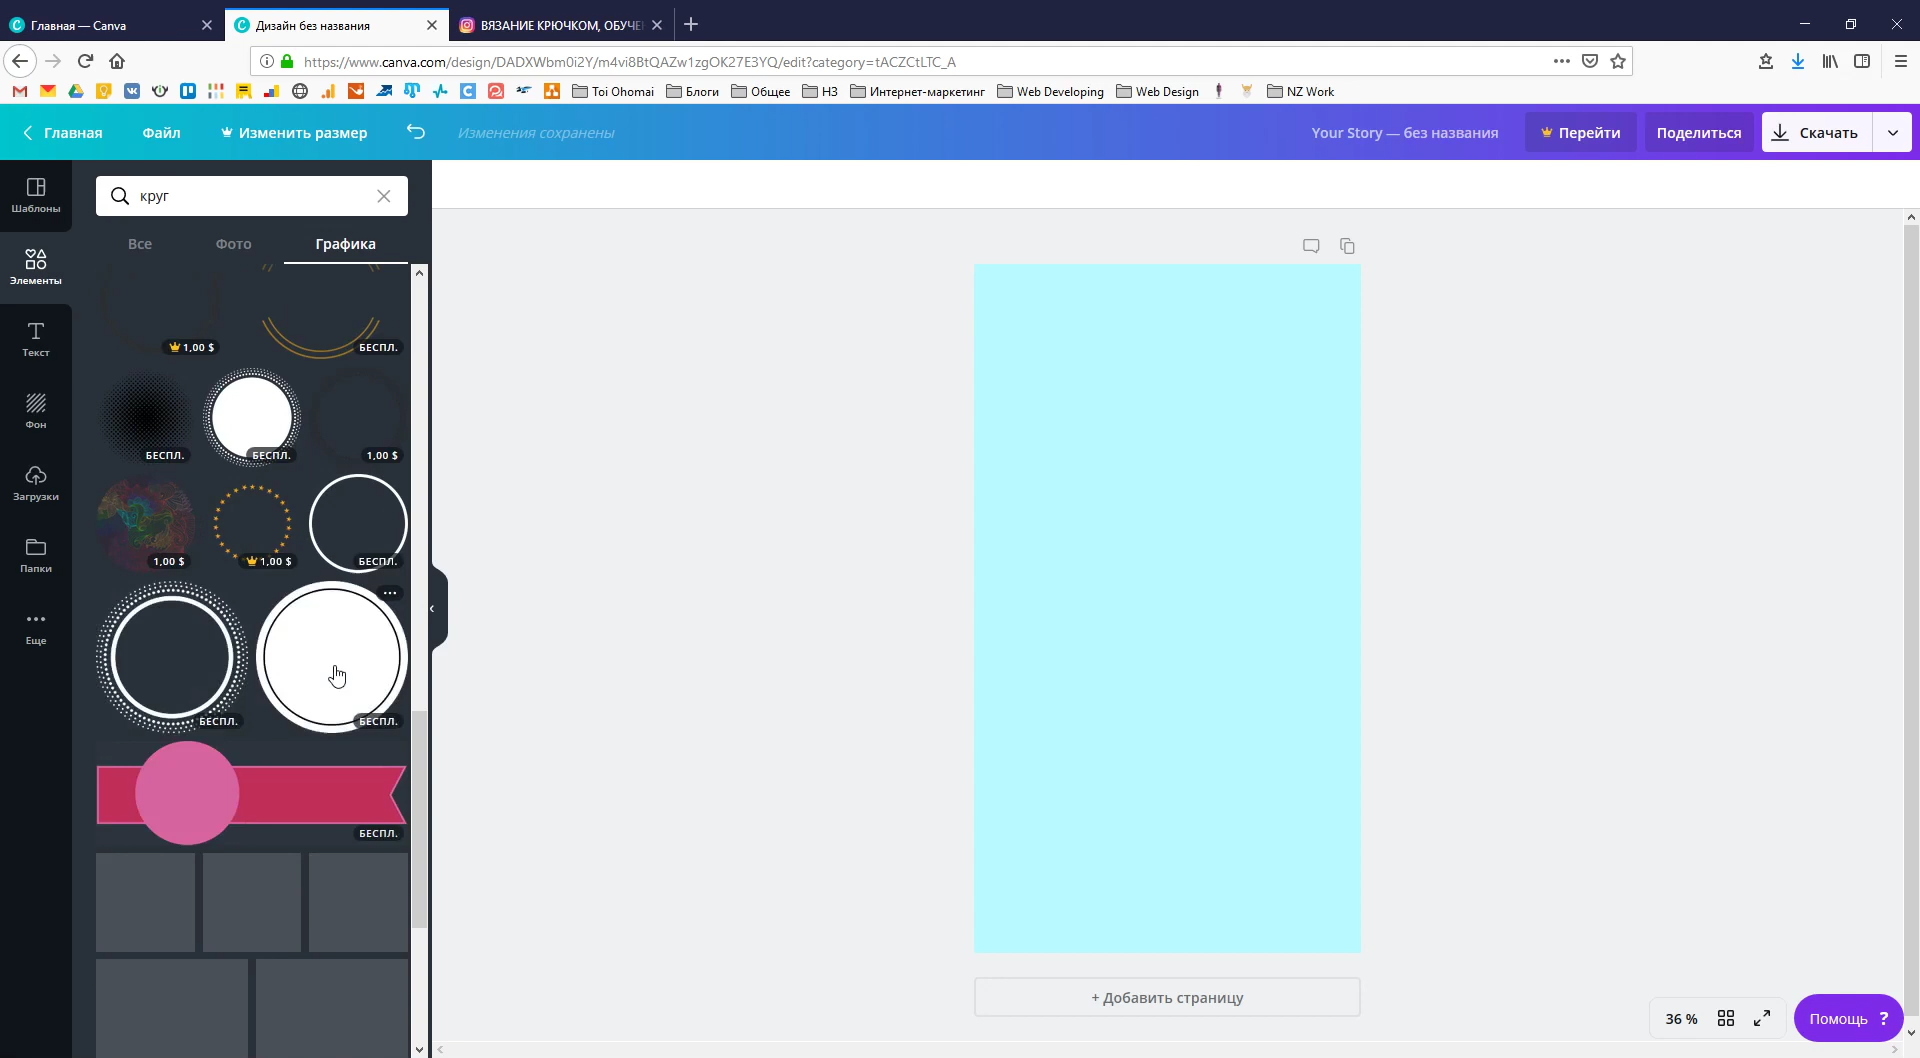 Главная — Canva
Дизайн без названия
ВЯЗАНИЕ КРЮЧКОМ, ОБУЧЕ
https://www.canva.com/design/DADXWbm0i2Y/m4vi8BtQAZw1zgOK27E3YQ/edit?category=tACZCtLTC_A
Toi Ohomai
Блоги
Общее
НЗ
Интернет-маркетинг
Web Developing
Web Design
NZ Work
Главная
Файл
Изменить размер
Изменения сохранены
Your Story — без названия
Перейти
Поделиться
Скачать
Шаблоны
Элементы
Текст
Фон
Загрузки
Папки
Еще
круг
Все
Фото
Графика
1,00 $
БЕСПЛ.
БЕСПЛ.
БЕСПЛ.
1,00 $
1,00 $
1,00 $
БЕСПЛ.
БЕСПЛ.
БЕСПЛ.
БЕСПЛ.
+ Добавить страницу
36 %
Помощь ?